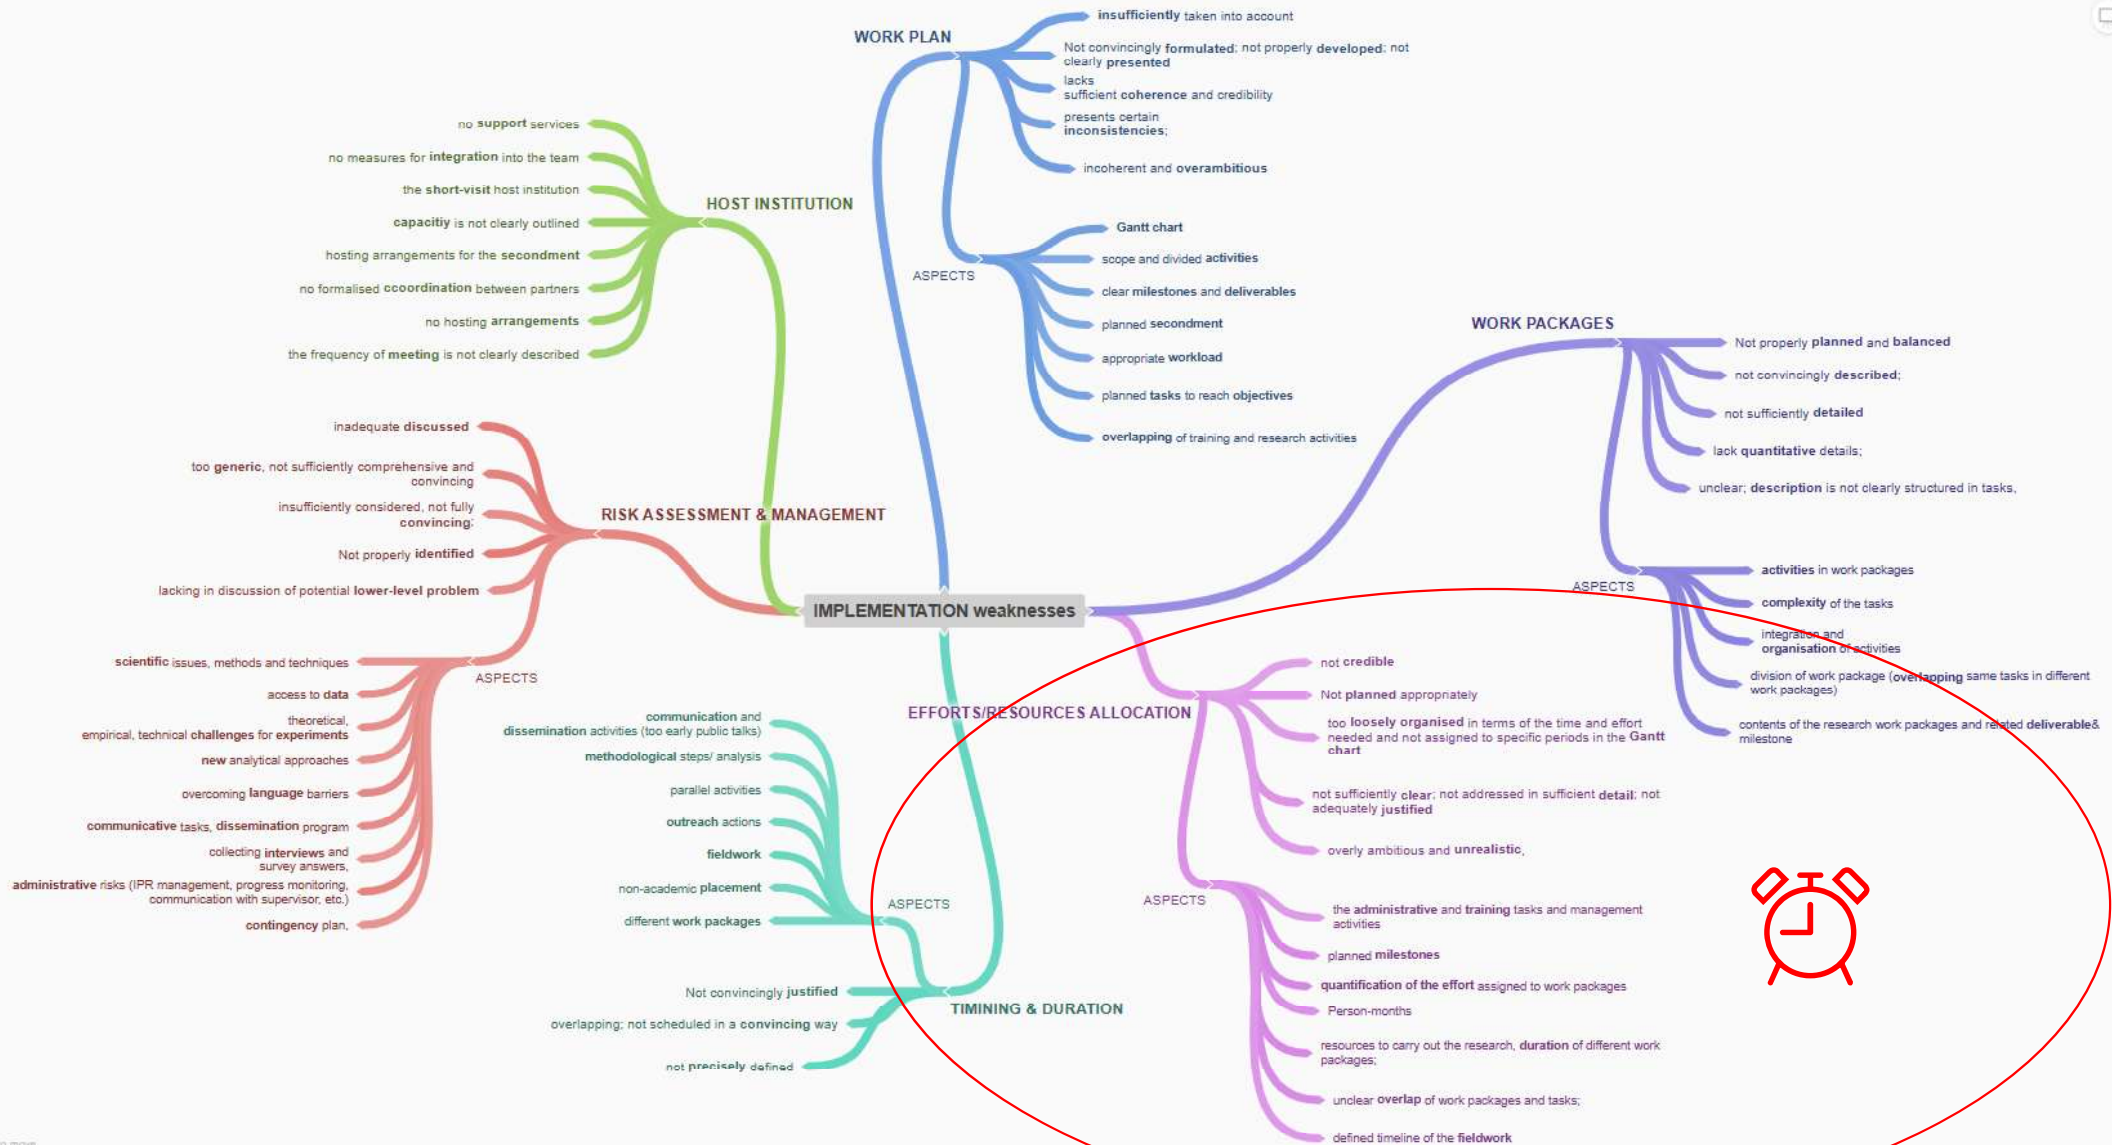 WORK PLAN
insufficiently taken into account
Not convincingly formulated; not properly developed; not
clearly presented
lacks
sufficient coherence and credibility
presents certain
inconsistencies;
incoherent and overambitious
ASPECTS
Gantt chart
scope and divided activities
clear milestones and deliverables
planned secondment
appropriate workload
planned tasks to reach objectives
overlapping of training and research activities
HOST INSTITUTION
no support services
no measures for integration into the team
the short-visit host institution
capacitiy is not clearly outlined
hosting arrangements for the secondment
no formalised ccoordination between partners
no hosting arrangements
the frequency of meeting is not clearly described
WORK PACKAGES
Not properly planned and balanced
not convincingly described;
not sufficiently detailed
lack quantitative details;
unclear; description is not clearly structured in tasks,
ASPECTS
activities in work packages
complexity of the tasks
integration and
organisation of activities
division of work package (overlapping same tasks in different
work packages)
contents of the research work packages and related deliverable&
milestone
RISK ASSESSMENT & MANAGEMENT
inadequate discussed
too generic, not sufficiently comprehensive and
convincing
insufficiently considered, not fully
convincing;
Not properly identified
lacking in discussion of potential lower-level problem
ASPECTS
scientific issues, methods and techniques
access to data
theoretical,
empirical, technical challenges for experiments
new analytical approaches
overcoming language barriers
communicative tasks, dissemination program
collecting interviews and
survey answers,
administrative risks (IPR management, progress monitoring,
communication with supervisor, etc.)
contingency plan,
IMPLEMENTATION weaknesses
EFFORTS/RESOURCES ALLOCATION
not credible
Not planned appropriately
too loosely organised in terms of the time and effort
needed and not assigned to specific periods in the Gantt
chart
not sufficiently clear; not addressed in sufficient detail; not
adequately justified
overly ambitious and unrealistic,
ASPECTS
the administrative and training tasks and management
activities
planned milestones
quantification of the effort assigned to work packages
Person-months
resources to carry out the research, duration of different work
packages;
unclear overlap of work packages and tasks;
defined timeline of the fieldwork
communication and
dissemination activities (too early public talks)
methodological steps/ analysis
parallel activities
outreach actions
fieldwork
non-academic placement
different work packages
ASPECTS
Not convincingly justified
overlapping; not scheduled in a convincing way
not precisely defined
TIMINING & DURATION